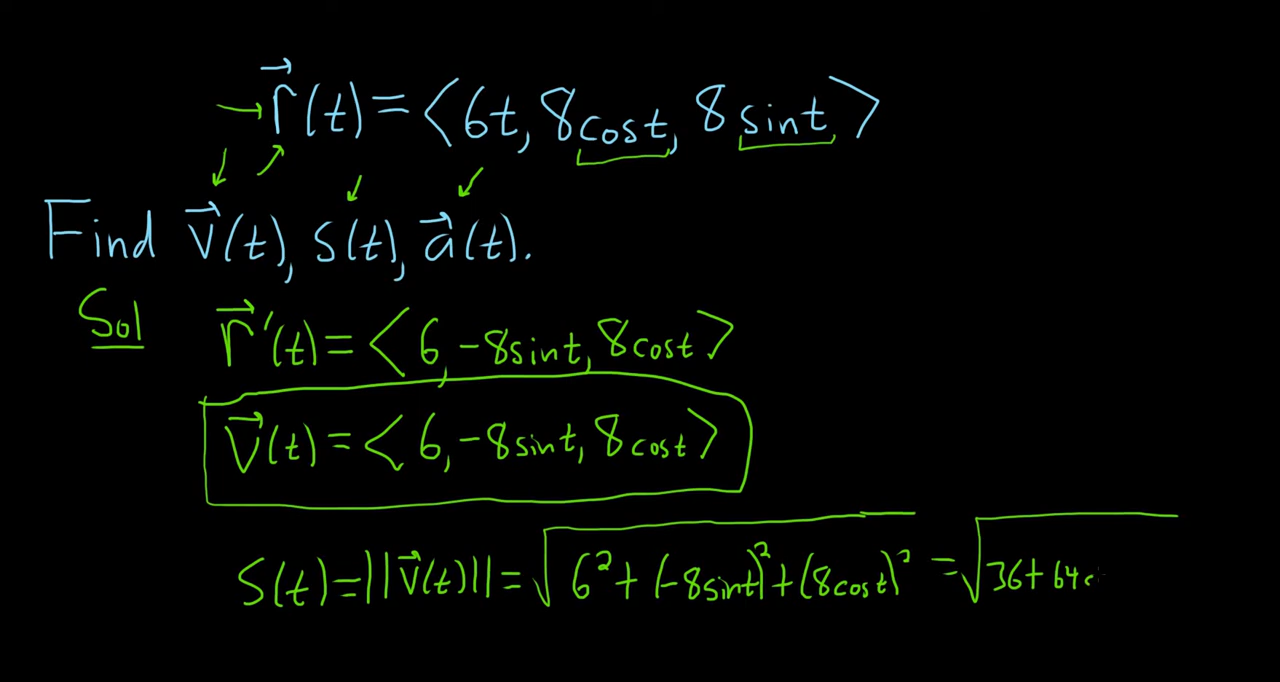 r⃗(t) = ⟨6t, 8cost, 8sint⟩
Find v⃗(t), s(t), a⃗(t).
Sol r⃗'(t) = ⟨6, -8sint, 8cost⟩
v⃗(t) = ⟨6, -8sint, 8cost⟩
S(t) = ||v⃗(t)|| = √(6² + (-8sint)² + (8cost)²) = √(36 + 64